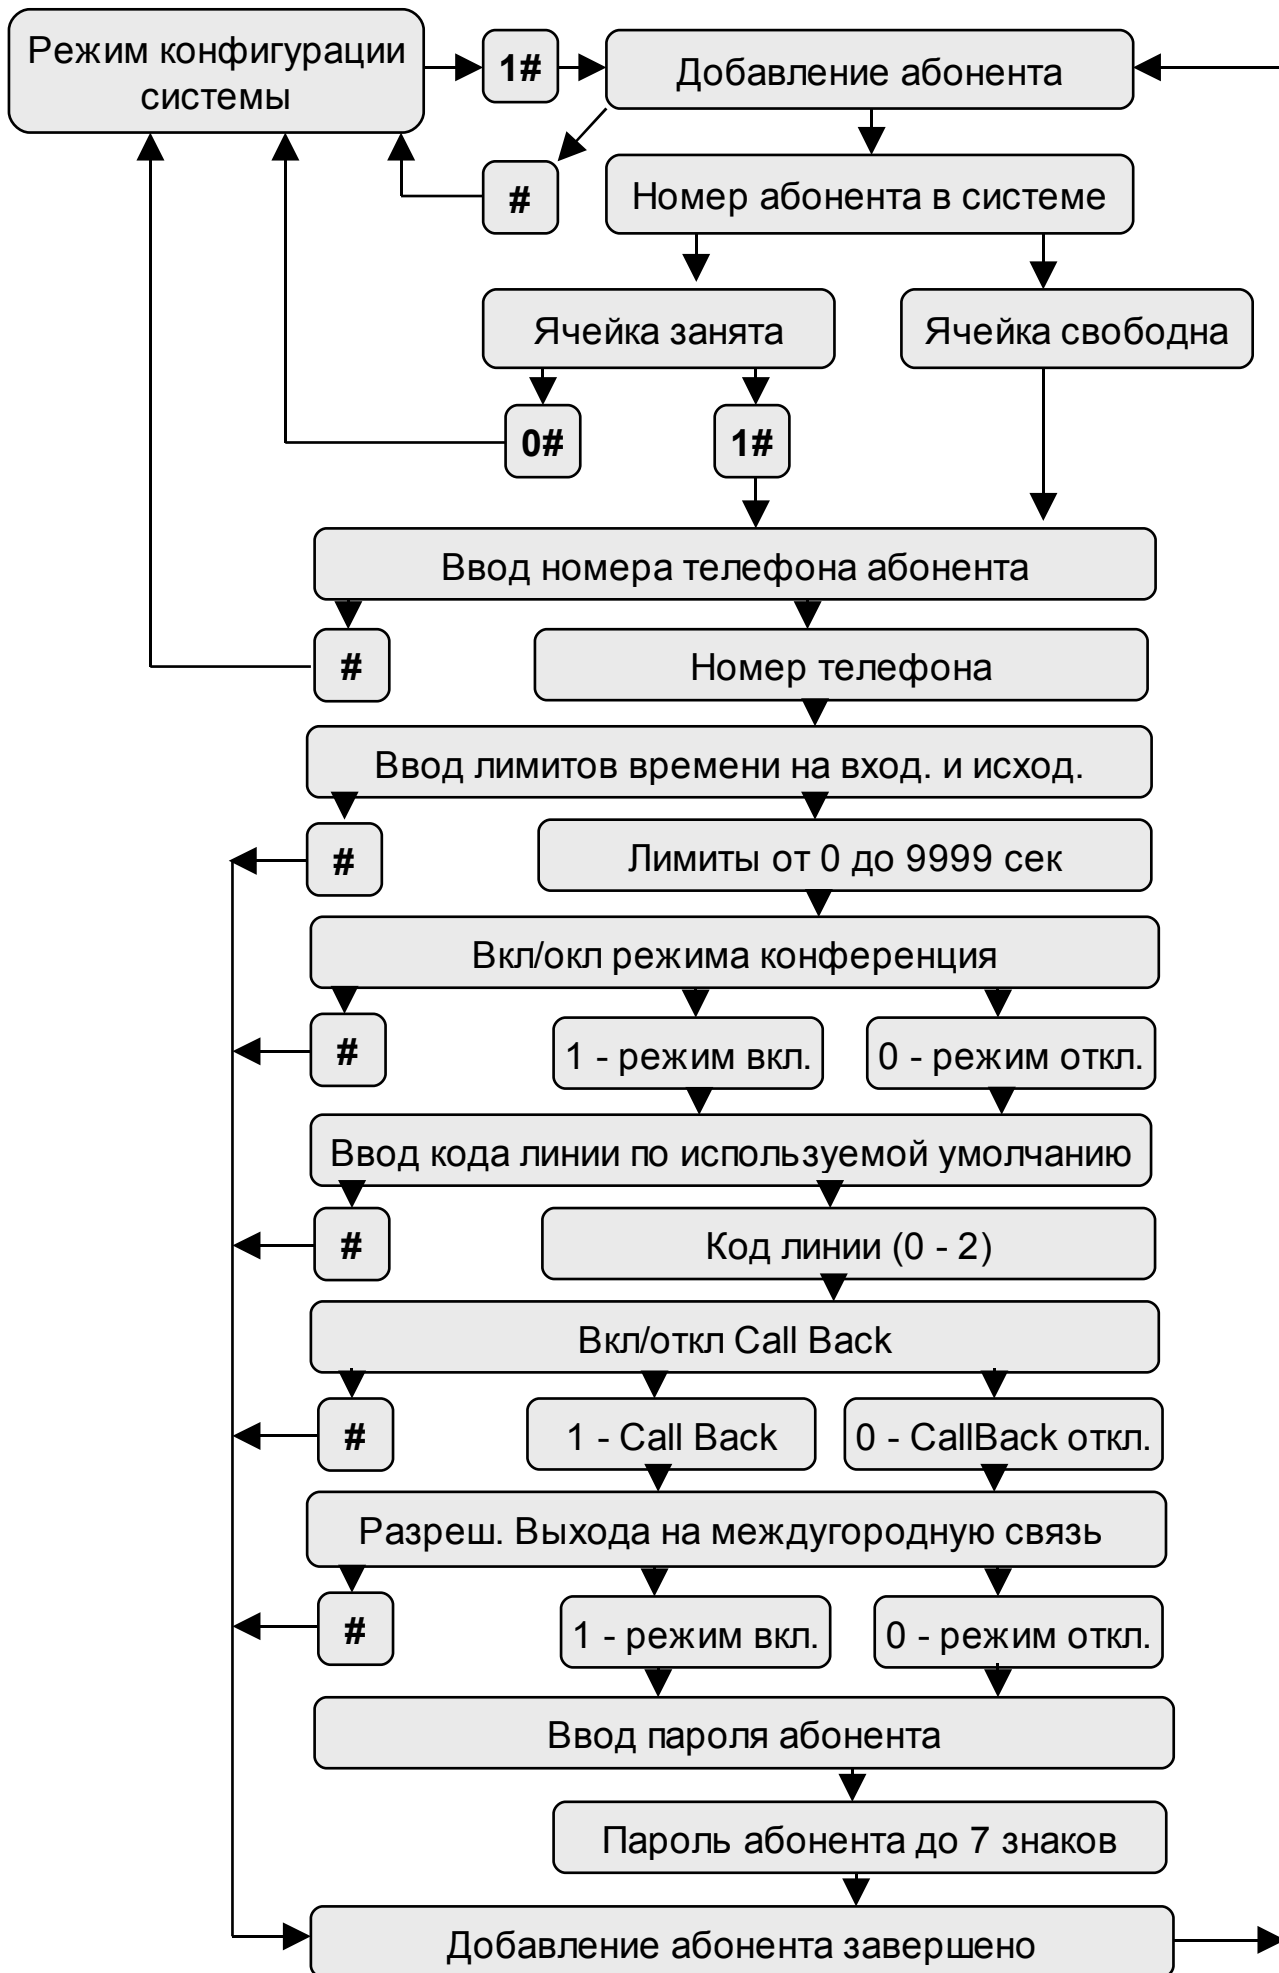 Режим конфигурации
системы
1#
Добавление абонента
#
Номер абонента в системе
Ячейка занята
Ячейка свободна
0#
1#
Ввод номера телефона абонента
#
Номер телефона
Ввод лимитов времени на вход. и исход.
#
Лимиты от 0 до 9999 сек
Вкл/окл режима конференция
#
1 - режим вкл.
0 - режим откл.
Ввод кода линии по используемой умолчанию
#
Код линии (0 - 2)
Вкл/откл Call Back
#
1 - Call Back
0 - CallBack откл.
Разреш. Выхода на междугородную связь
#
1 - режим вкл.
0 - режим откл.
Ввод пароля абонента
Пароль абонента до 7 знаков
Добавление абонента завершено